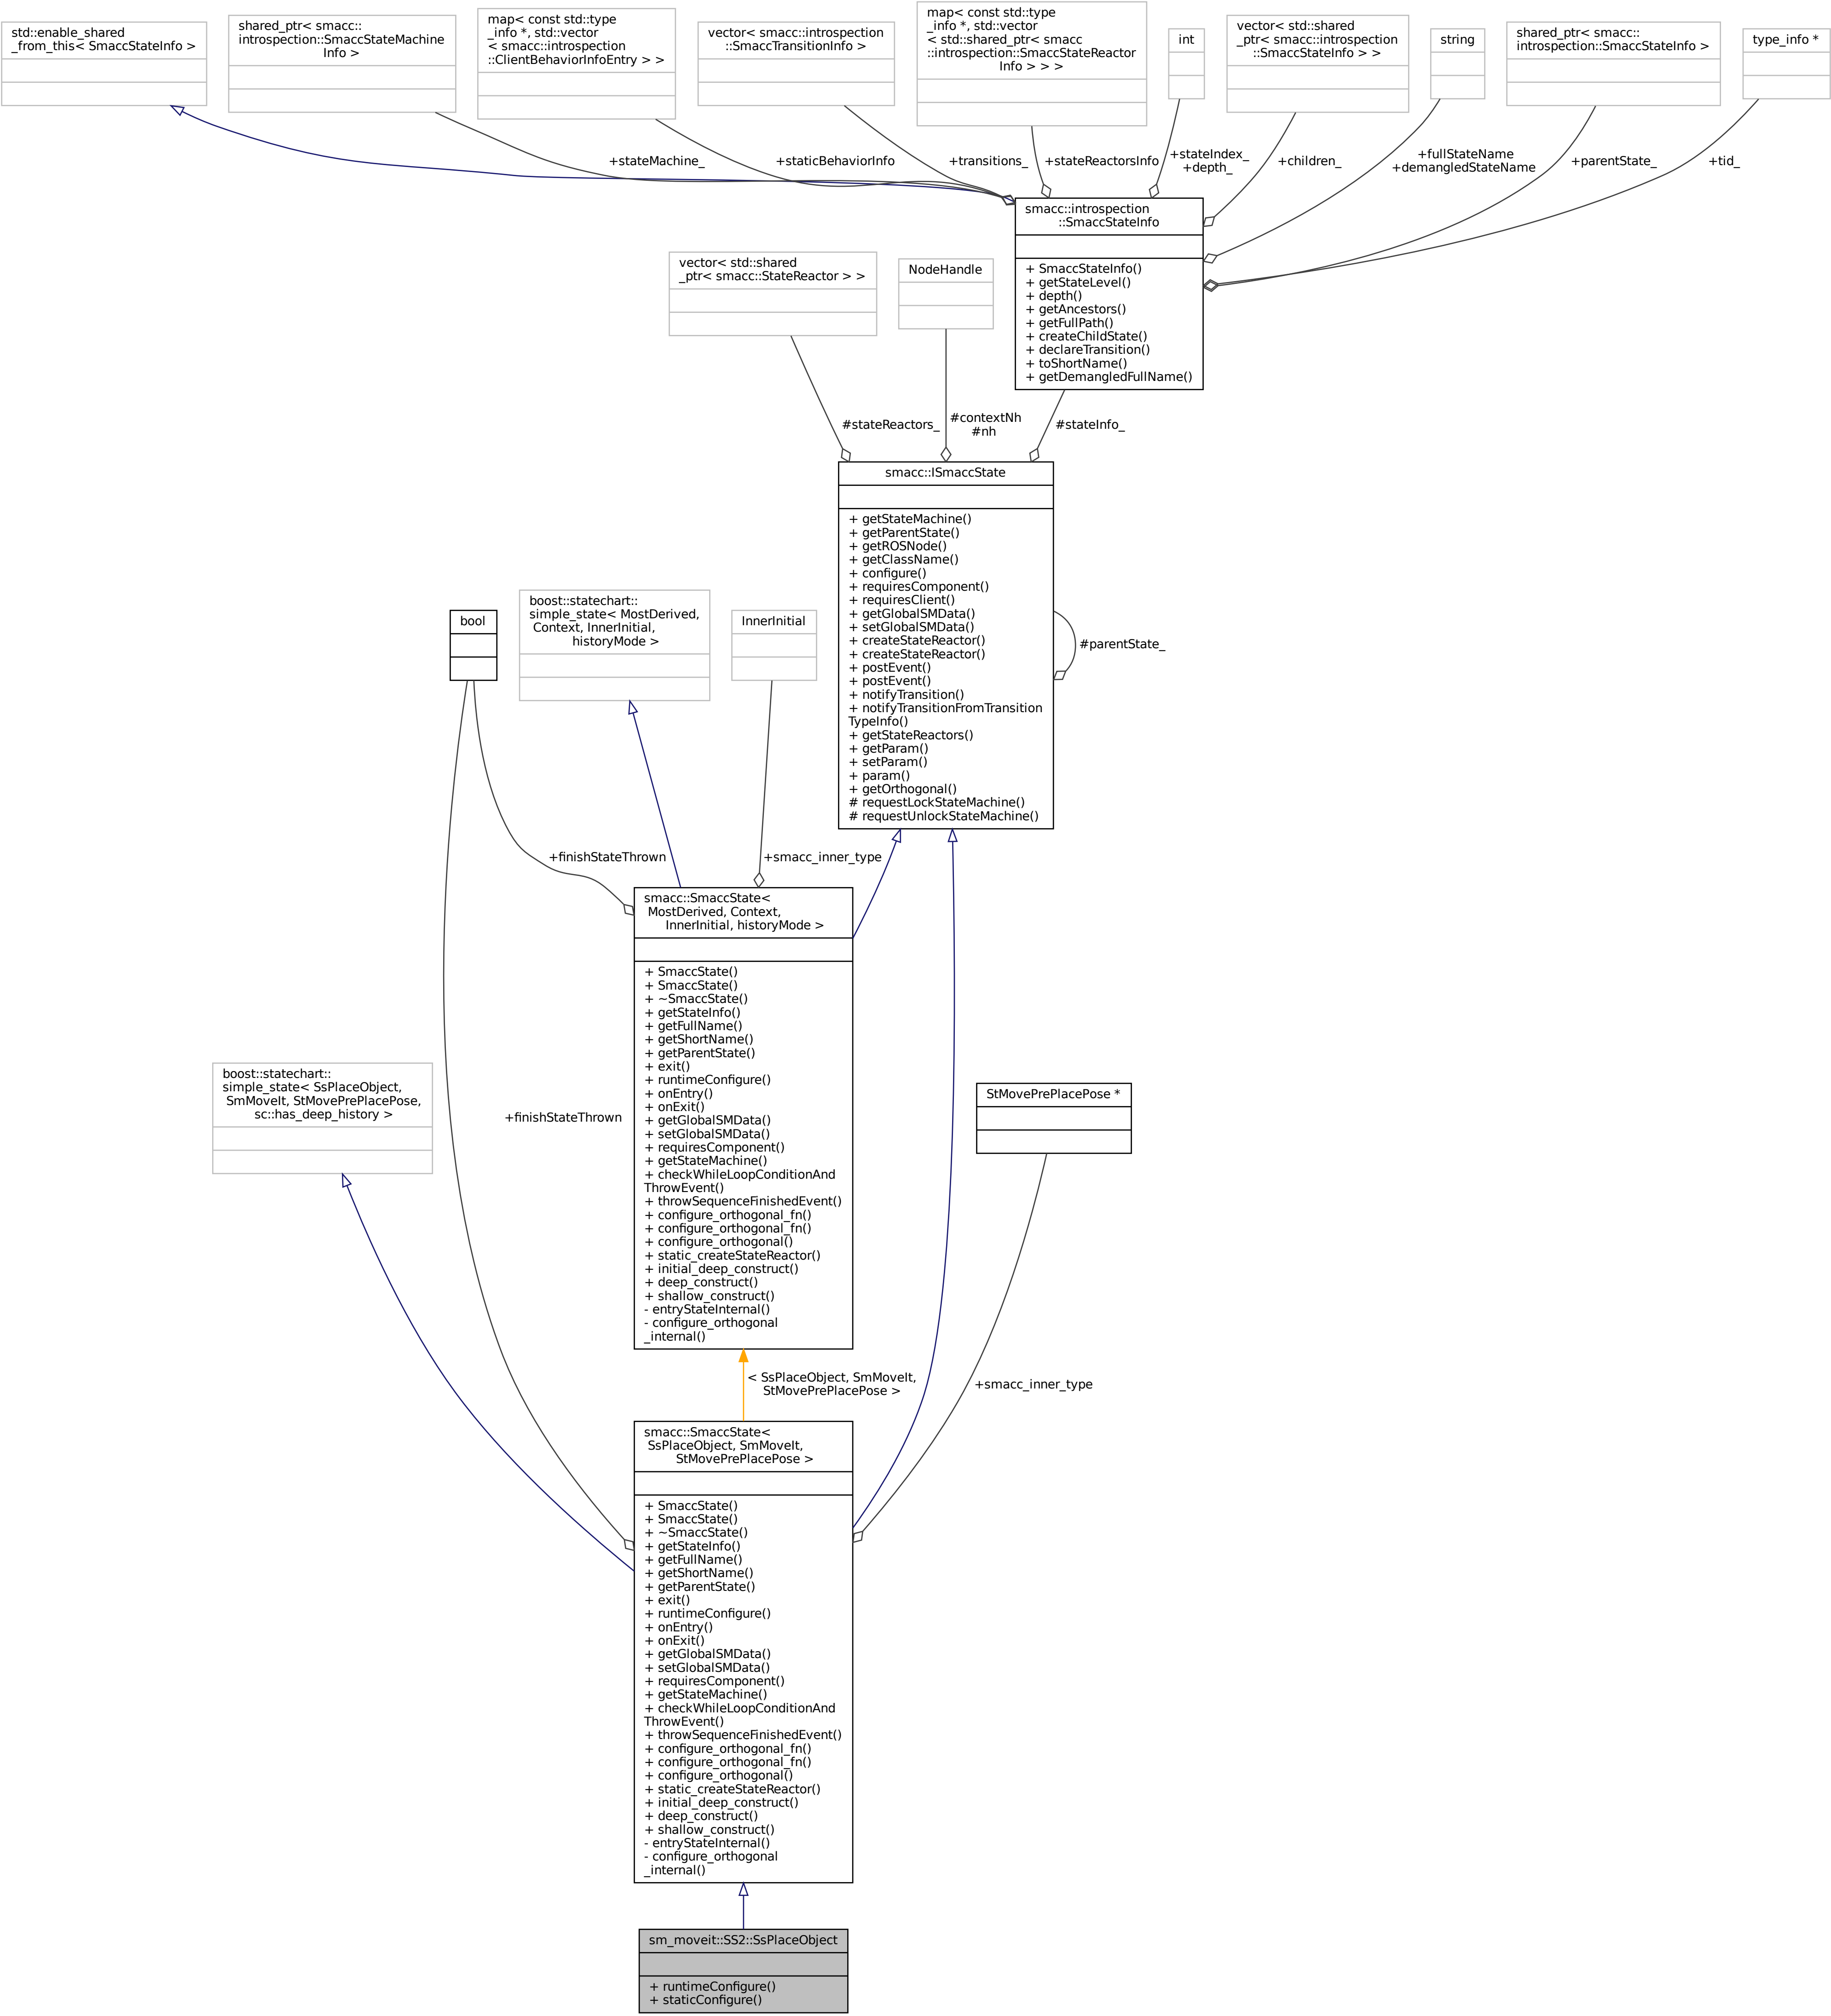 std::enable_shared
_from_this< SmaccStateInfo >
shared_ptr< smacc::
introspection::SmaccStateMachine
Info >
map< const std::type
_info *, std::vector
< smacc::introspection
::ClientBehaviorInfoEntry > >
vector< smacc::introspection
::SmaccTransitionInfo >
map< const std::type
_info *, std::vector
< std::shared_ptr< smacc
::introspection::SmaccStateReactor
Info > > >
int
vector< std::shared
_ptr< smacc::introspection
::SmaccStateInfo > >
string
shared_ptr< smacc::
introspection::SmaccStateInfo >
type_info *
+stateMachine_
+staticBehaviorInfo
+transitions_
+stateReactorsInfo
+stateIndex_
+depth_
+children_
+fullStateName
+demangledStateName
+parentState_
+tid_
smacc::introspection
::SmaccStateInfo
+ SmaccStateInfo()
+ getStateLevel()
+ depth()
+ getAncestors()
+ getFullPath()
+ createChildState()
+ declareTransition()
+ toShortName()
+ getDemangledFullName()
vector< std::shared
_ptr< smacc::StateReactor > >
NodeHandle
#stateReactors_
#contextNh
#nh
#stateInfo_
smacc::ISmaccState
+ getStateMachine()
+ getParentState()
+ getROSNode()
+ getClassName()
+ configure()
+ requiresComponent()
+ requiresClient()
+ getGlobalSMData()
+ setGlobalSMData()
+ createStateReactor()
+ createStateReactor()
+ postEvent()
+ postEvent()
+ notifyTransition()
+ notifyTransitionFromTransition
TypeInfo()
+ getStateReactors()
+ getParam()
+ setParam()
+ param()
+ getOrthogonal()
# requestLockStateMachine()
# requestUnlockStateMachine()
#parentState_
bool
boost::statechart::
simple_state< MostDerived,
Context, InnerInitial,
historyMode >
InnerInitial
+finishStateThrown
+smacc_inner_type
smacc::SmaccState<
MostDerived, Context,
InnerInitial, historyMode >
+ SmaccState()
+ SmaccState()
+ ~SmaccState()
+ getStateInfo()
+ getFullName()
+ getShortName()
+ getParentState()
+ exit()
+ runtimeConfigure()
+ onEntry()
+ onExit()
+ getGlobalSMData()
+ setGlobalSMData()
+ requiresComponent()
+ getStateMachine()
+ checkWhileLoopConditionAnd
ThrowEvent()
+ throwSequenceFinishedEvent()
+ configure_orthogonal_fn()
+ configure_orthogonal_fn()
+ configure_orthogonal()
+ static_createStateReactor()
+ initial_deep_construct()
+ deep_construct()
+ shallow_construct()
- entryStateInternal()
- configure_orthogonal
_internal()
boost::statechart::
simple_state< SsPlaceObject,
SmMoveIt, StMovePrePlacePose,
sc::has_deep_history >
+finishStateThrown
StMovePrePlacePose *
< SsPlaceObject, SmMoveIt,
StMovePrePlacePose >
+smacc_inner_type
smacc::SmaccState<
SsPlaceObject, SmMoveIt,
StMovePrePlacePose >
+ SmaccState()
+ SmaccState()
+ ~SmaccState()
+ getStateInfo()
+ getFullName()
+ getShortName()
+ getParentState()
+ exit()
+ runtimeConfigure()
+ onEntry()
+ onExit()
+ getGlobalSMData()
+ setGlobalSMData()
+ requiresComponent()
+ getStateMachine()
+ checkWhileLoopConditionAnd
ThrowEvent()
+ throwSequenceFinishedEvent()
+ configure_orthogonal_fn()
+ configure_orthogonal_fn()
+ configure_orthogonal()
+ static_createStateReactor()
+ initial_deep_construct()
+ deep_construct()
+ shallow_construct()
- entryStateInternal()
- configure_orthogonal
_internal()
sm_moveit::SS2::SsPlaceObject
+ runtimeConfigure()
+ staticConfigure()